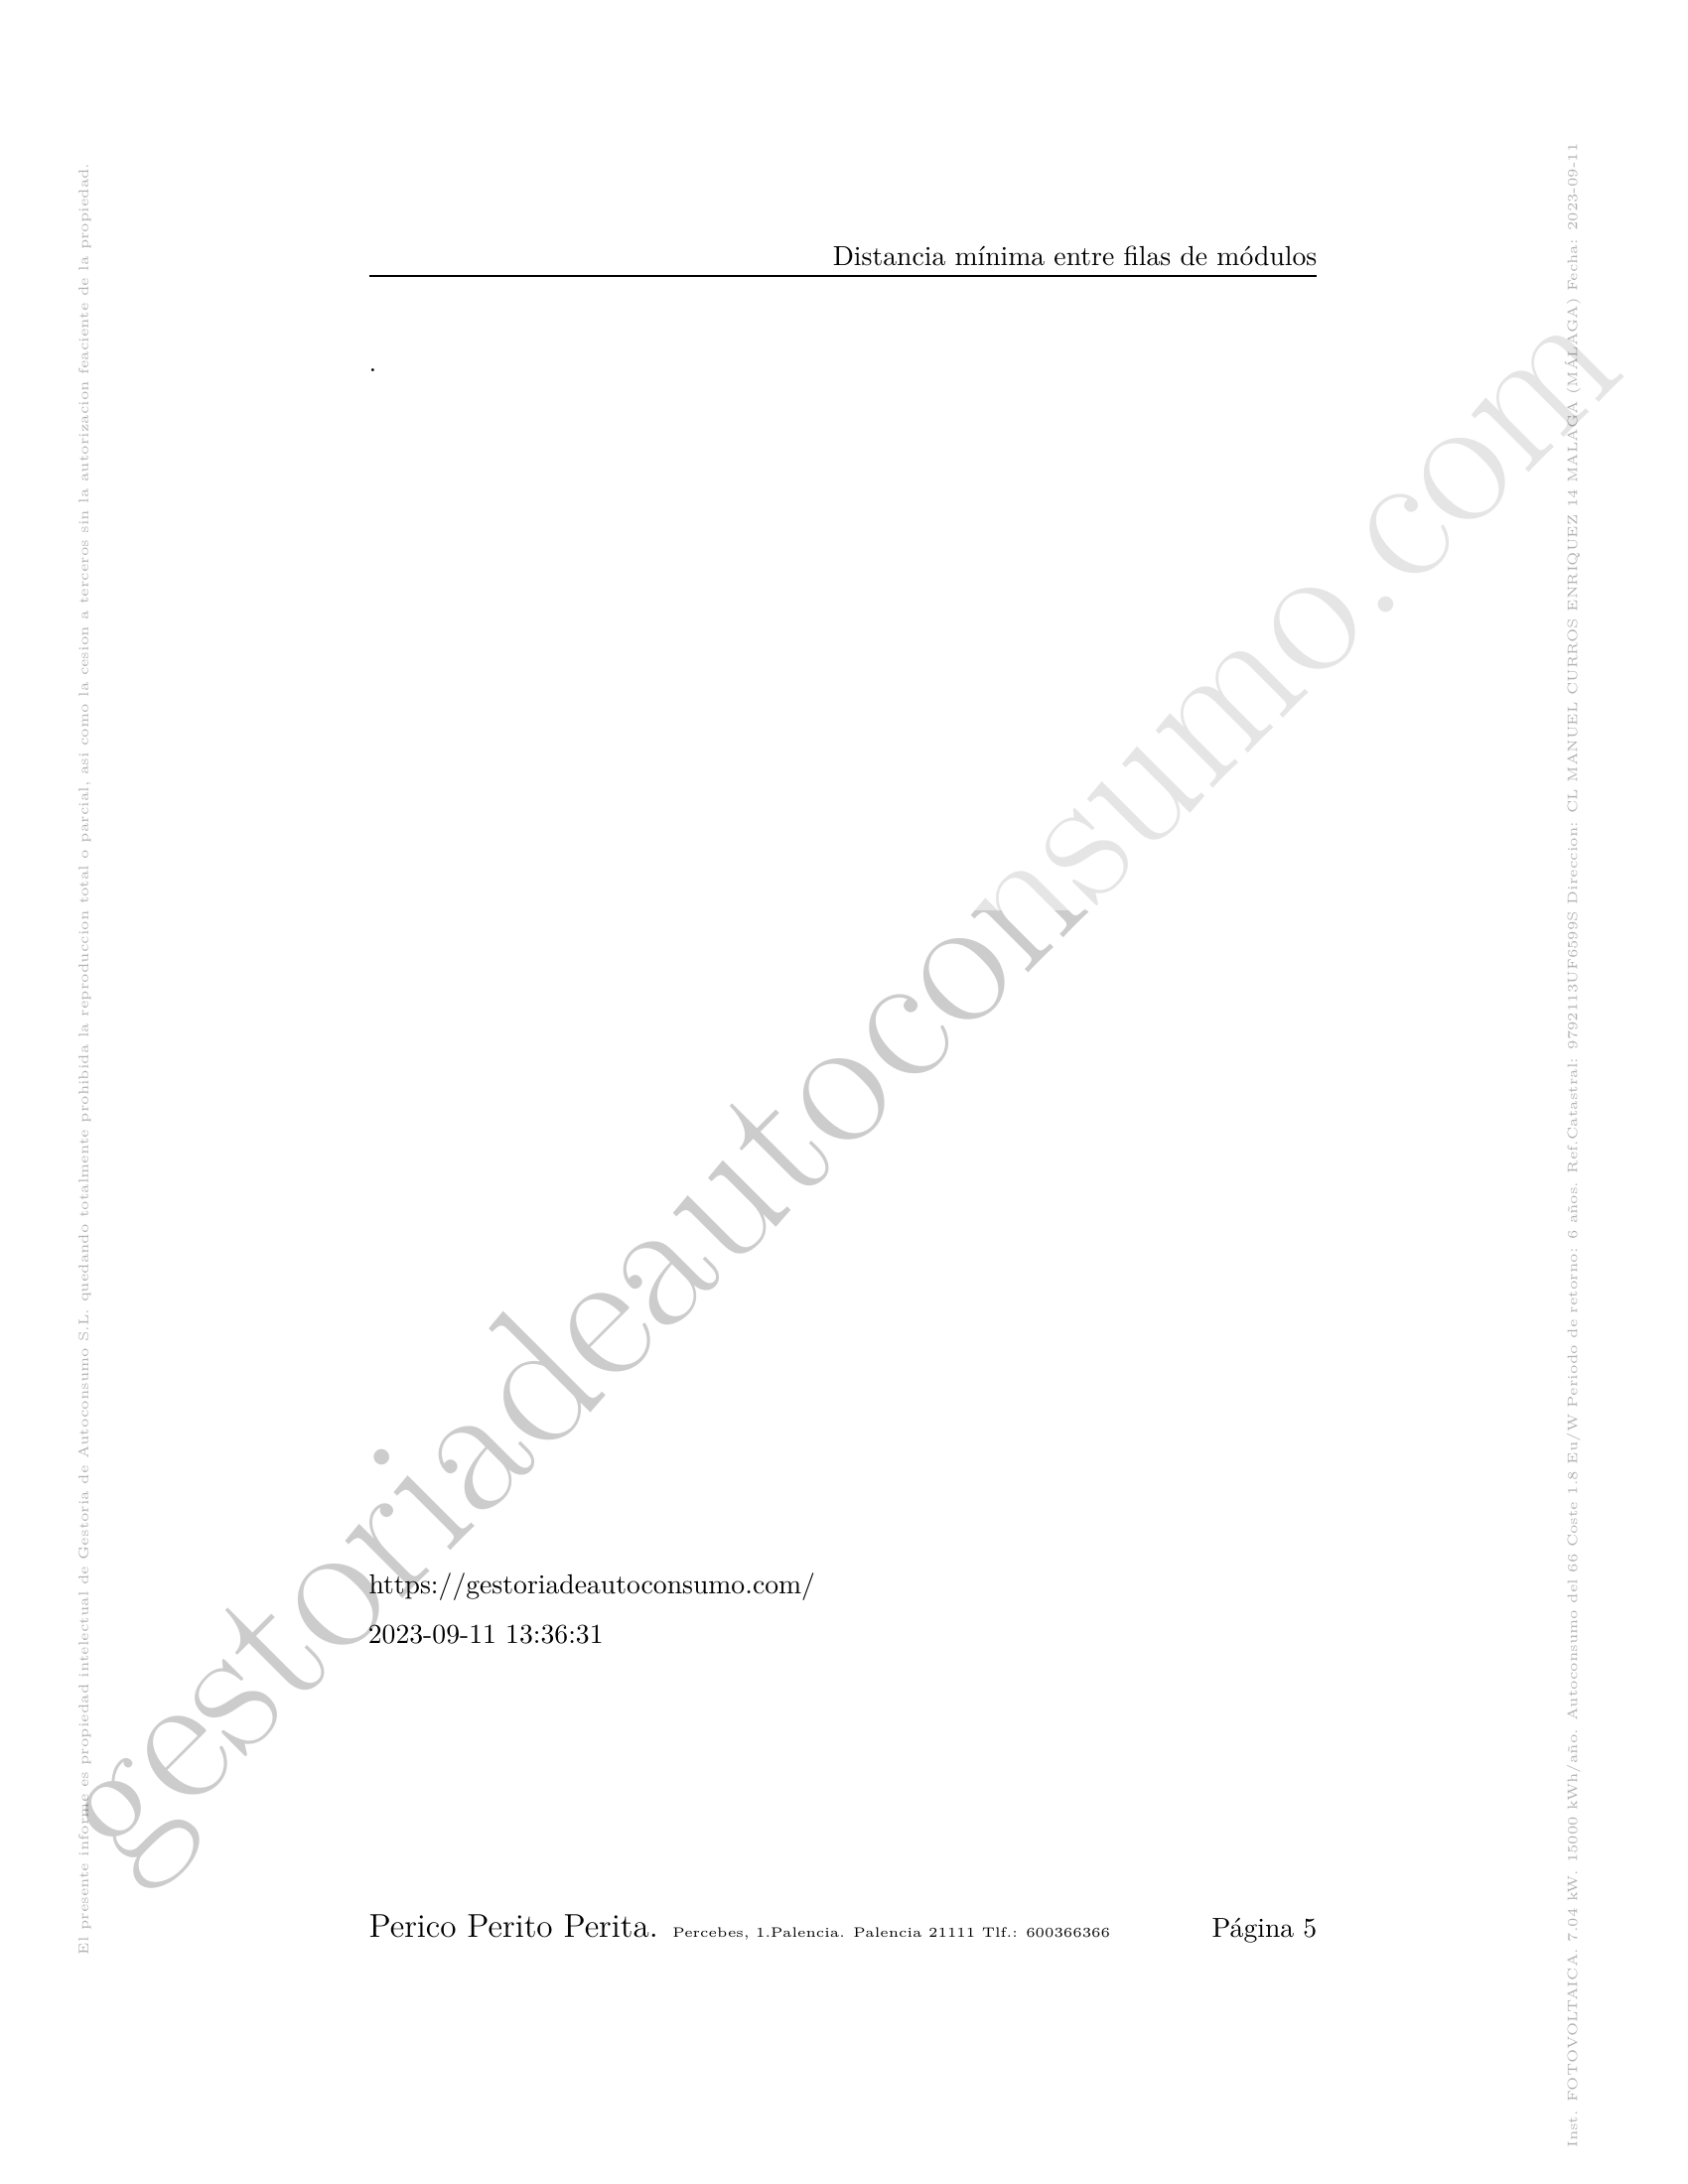 Distancia mínima entre filas de módulos
.
https://gestoriadeautoconsumo.com/
2023-09-11 13:36:31
Perico Perito Perita. Percebes, 1.Palencia. Palencia 21111 Tlf.: 600366366 Página 5
El presente informe es propiedad intelectual de Gestoria de Autoconsumo S.L. quedando totalmente prohibida la reproduccion total o parcial, asi como la cesion a terceros sin la autorizacion feaciente de la propiedad.
Inst. FOTOVOLTAICA. 7.04 kW. 15000 kWh/año. Autoconsumo del 66 Coste 1.8 Eu/W Periodo de retorno: 6 años. Ref.Catastral: 9792113UF6599S Direccion: CL MANUEL CURROS ENRIQUEZ 14 MALAGA (MÁLAGA) Fecha: 2023-09-11
gestoriadeautoconsumo.com